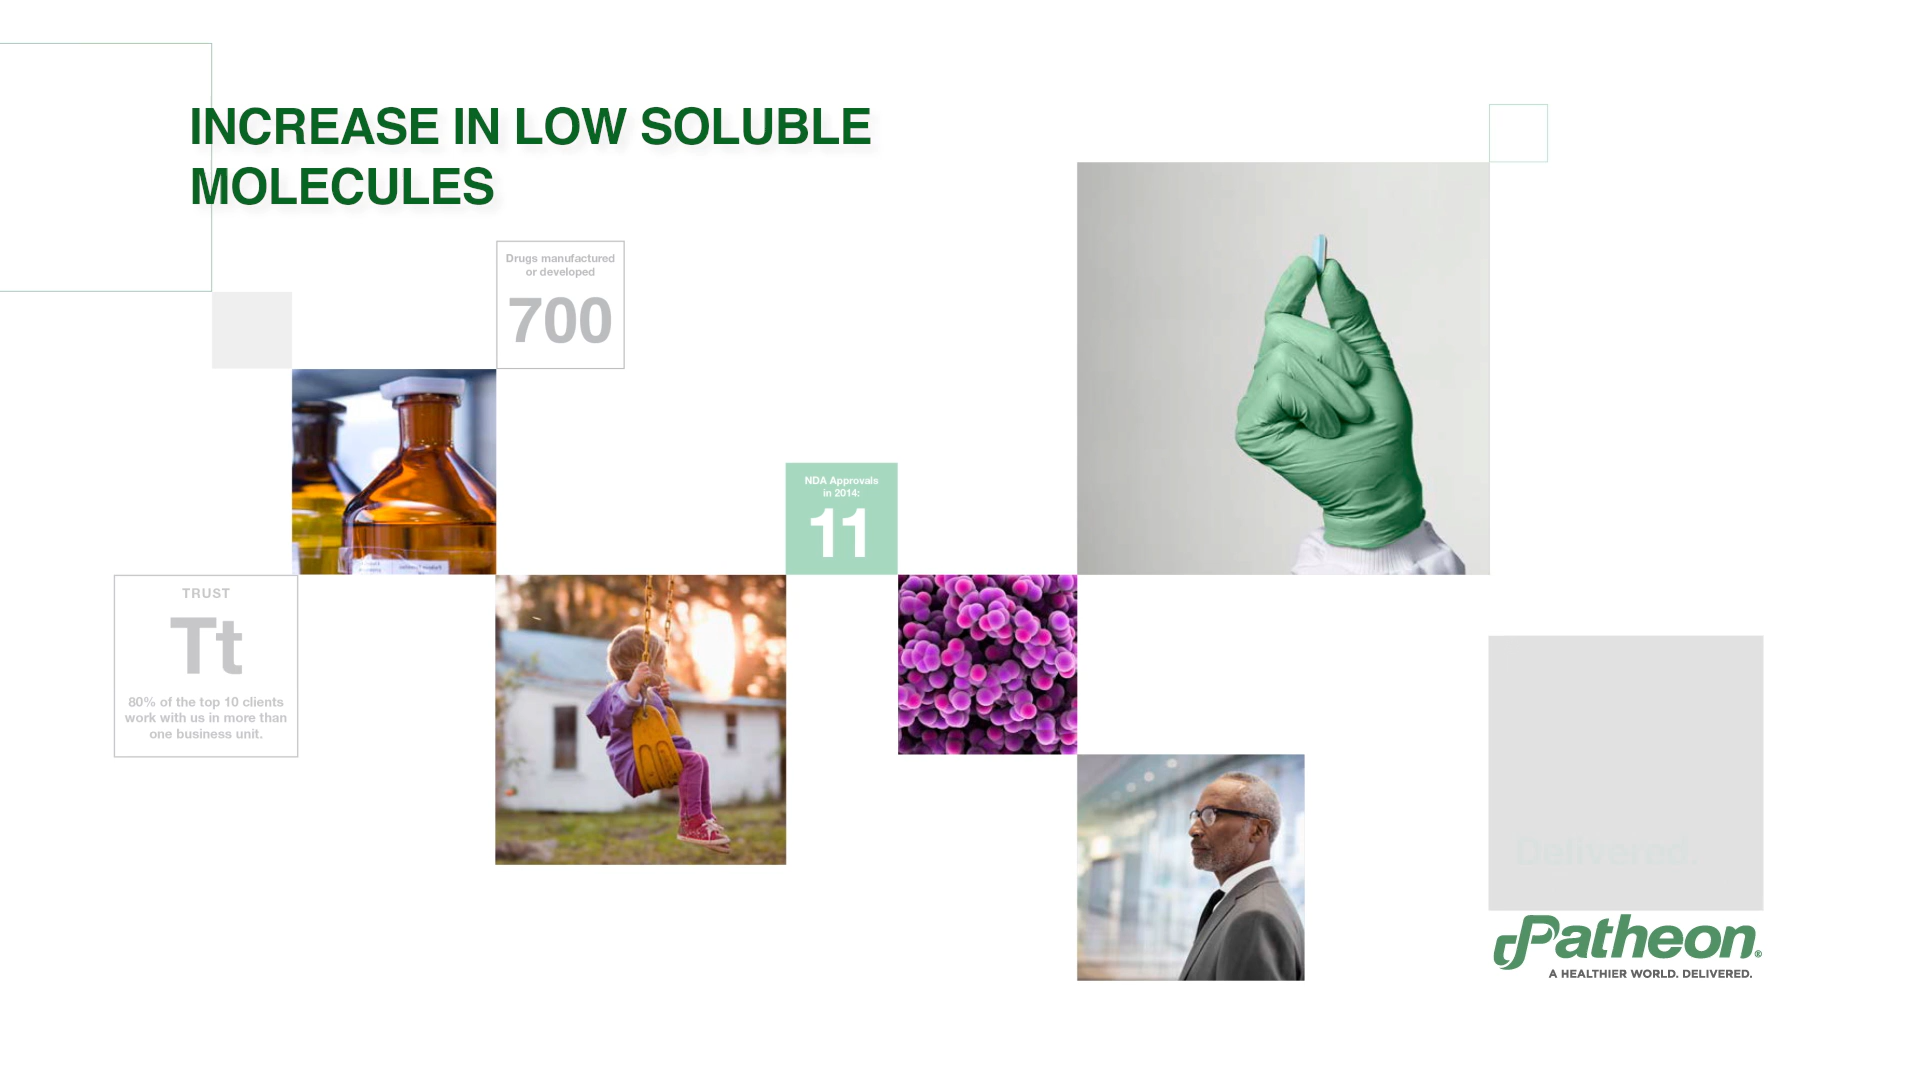 INCREASE IN LOW SOLUBLE
MOLECULES
Drugs manufactured
or developed
700
NDA Approvals
in 2014:
11
TRUST
Tt
80% of the top 10 clients
work with us in more than
one business unit.
Delivered
Patheon®
A HEALTHIER WORLD. DELIVERED.